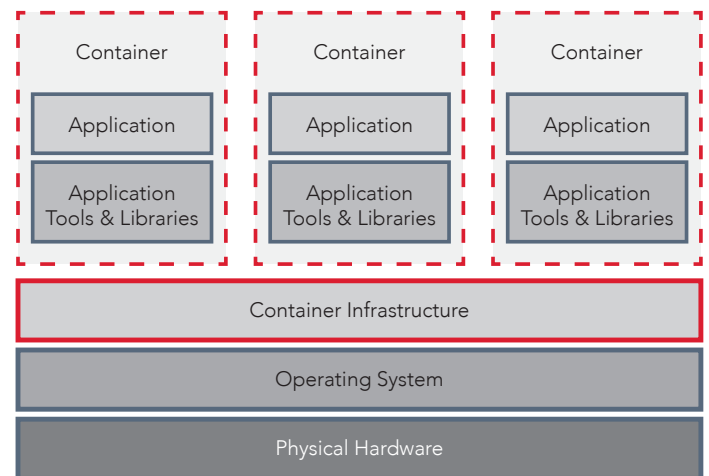 Container
Application
Application
Tools & Libraries
Container
Application
Application
Tools & Libraries
Container
Application
Application
Tools & Libraries
Container Infrastructure
Operating System
Physical Hardware